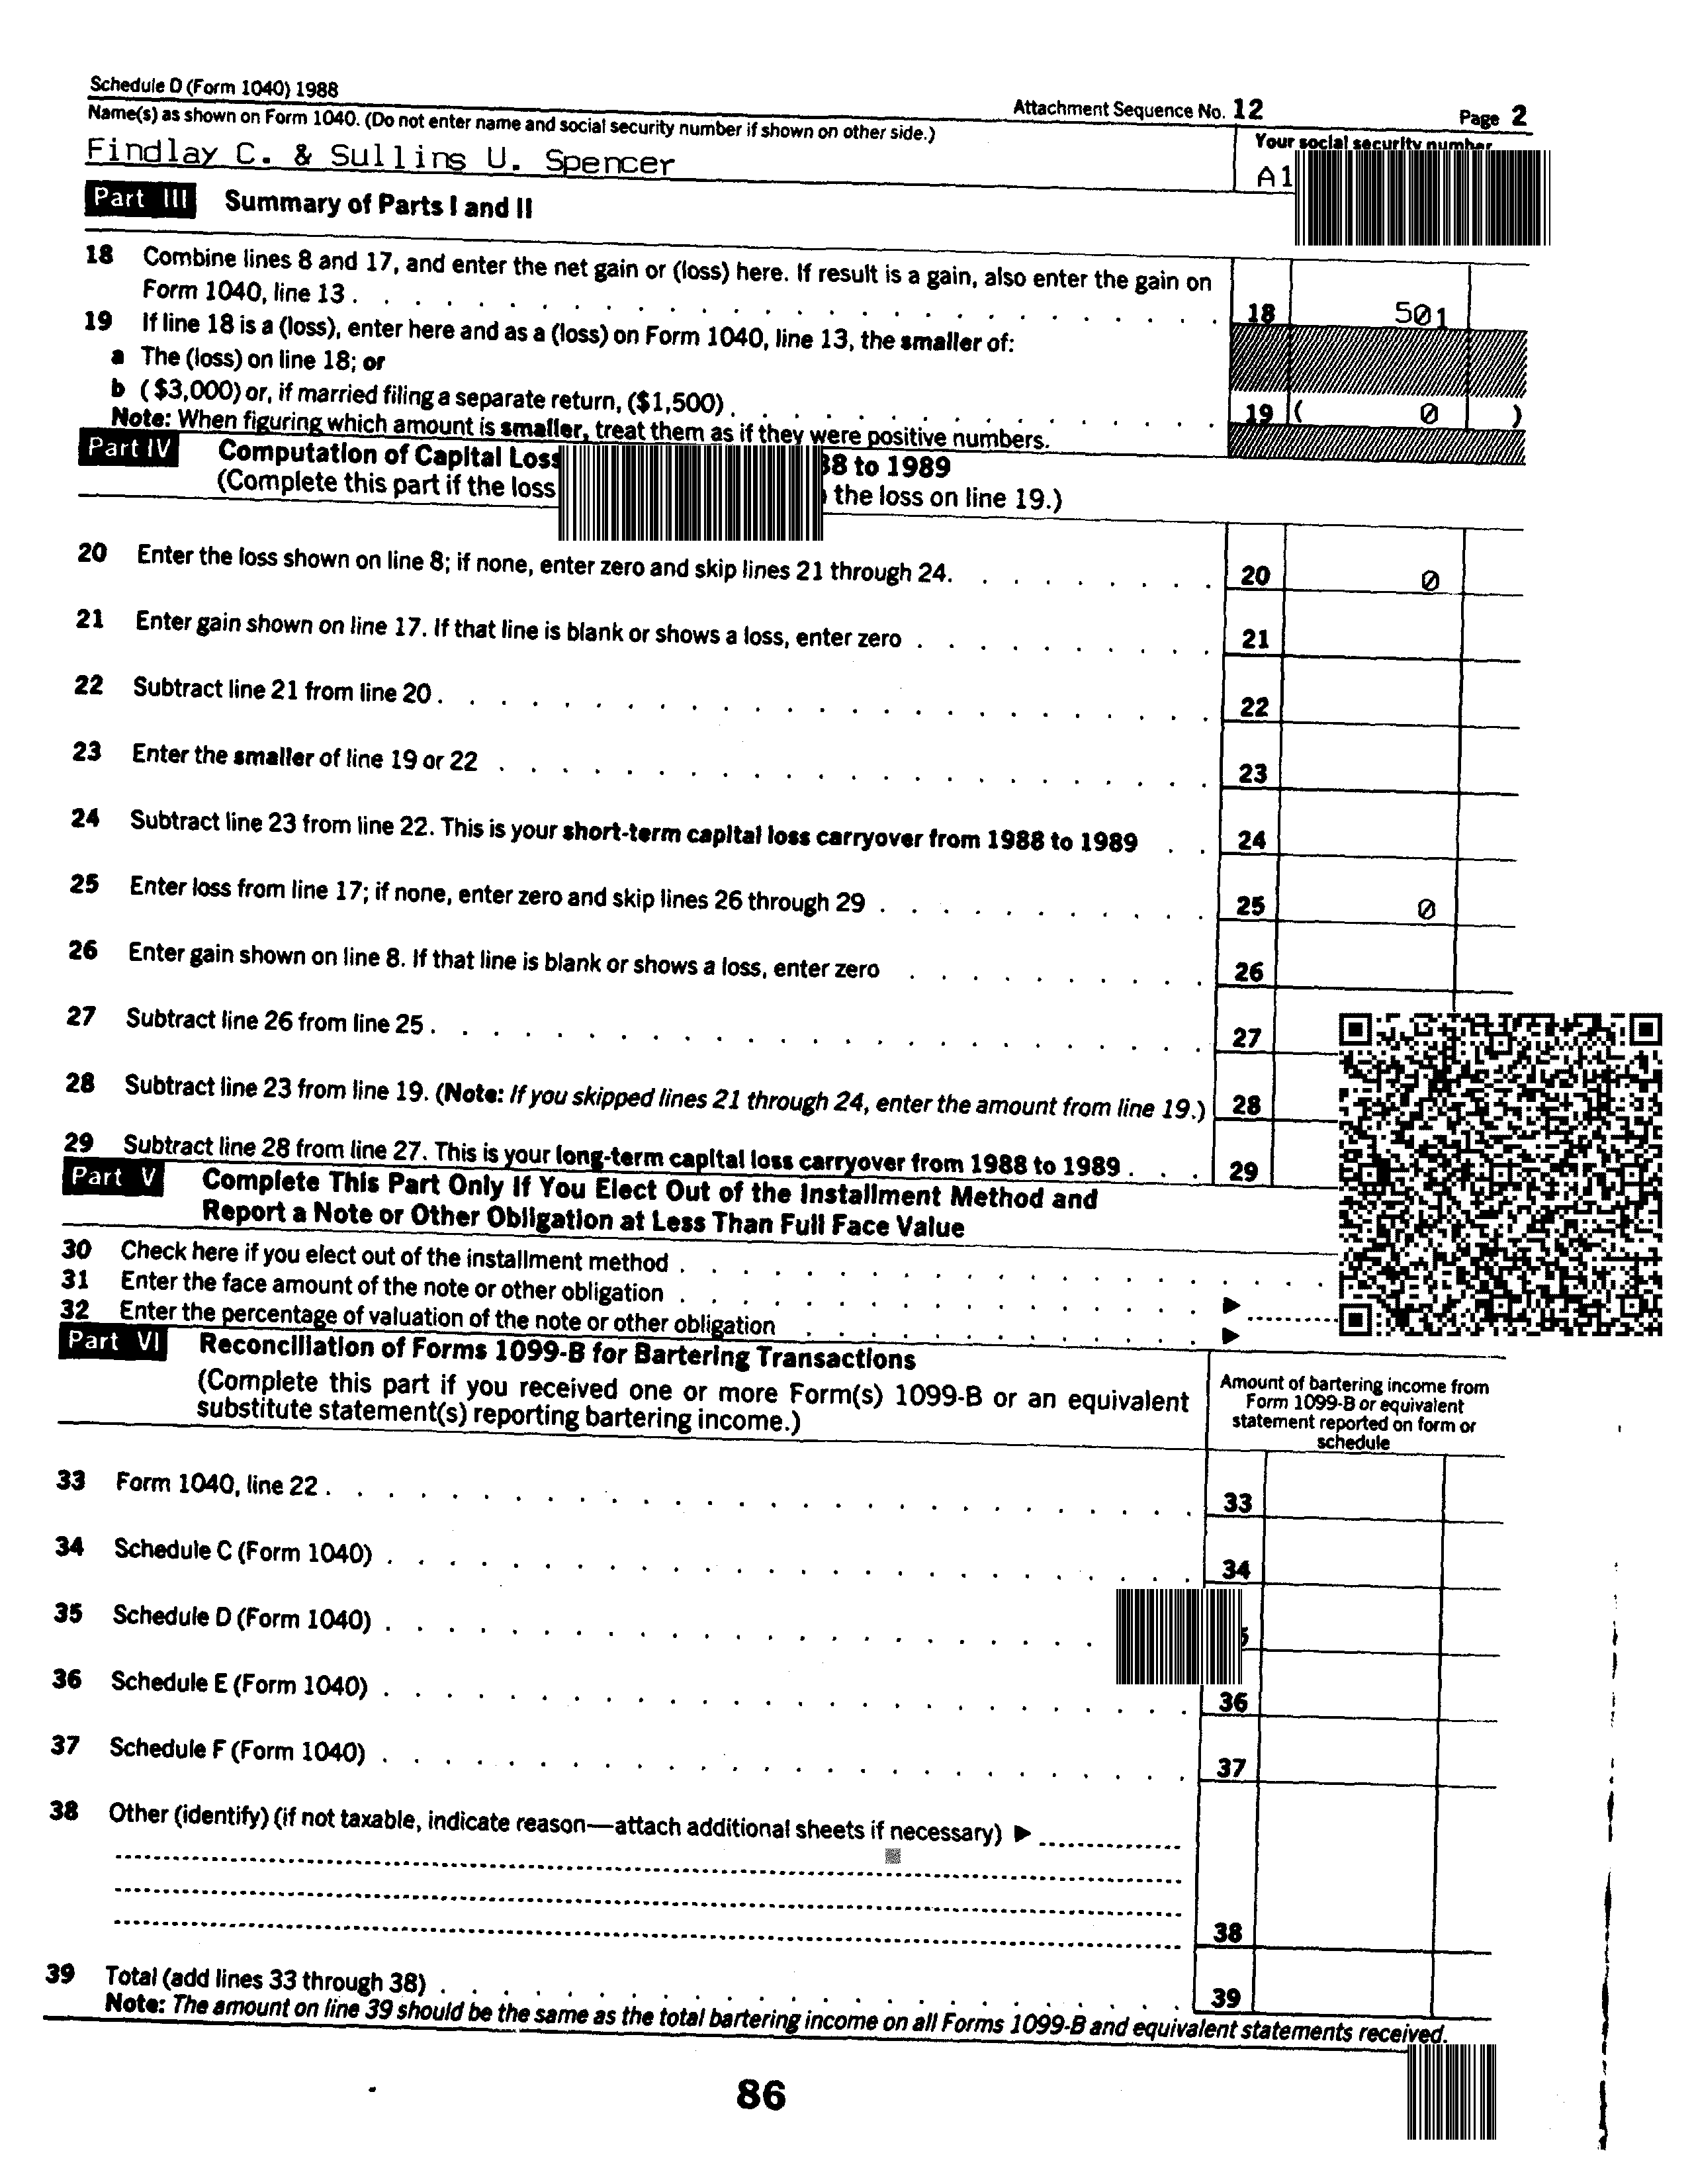 Schedule D (Form 1040) 1988
Attachment Sequence No. 12
Page 2
Name(s) as shown on Form 1040. (Do not enter name and social security number if shown on other side.)
Your social security number
Findlay C. & Sullins U. Spencer
A1
Part III Summary of Parts I and II
18 Combine lines 8 and 17, and enter the net gain or (loss) here. If result is a gain, also enter the gain on
Form 1040, line 13 . . . . . . . . . . . . . . . . . . . . . . . . . . . . 18 501
19 If line 18 is a (loss), enter here and as a (loss) on Form 1040, line 13, the smaller of:
a The (loss) on line 18; or
b ($3,000) or, if married filing a separate return, ($1,500) . . . . . . . . . . . . . . . . 19 ( 0 )
Note: When figuring which amount is smaller, treat them as if they were positive numbers.
Part IV Computation of Capital Loss 88 to 1989
(Complete this part if the loss the loss on line 19.)
20 Enter the loss shown on line 8; if none, enter zero and skip lines 21 through 24. . . . . . . . . 20 0
21 Enter gain shown on line 17. If that line is blank or shows a loss, enter zero . . . . . . . . . . 21
22 Subtract line 21 from line 20 . . . . . . . . . . . . . . . . . . . . . . . . . 22
23 Enter the smaller of line 19 or 22 . . . . . . . . . . . . . . . . . . . . . . . 23
24 Subtract line 23 from line 22. This is your short-term capital loss carryover from 1988 to 1989 . . 24
25 Enter loss from line 17; if none, enter zero and skip lines 26 through 29 . . . . . . . . . . . 25 0
26 Enter gain shown on line 8. If that line is blank or shows a loss, enter zero . . . . . . . . . . 26
27 Subtract line 26 from line 25 . . . . . . . . . . . . . . . . . . . . . . . . . 27
28 Subtract line 23 from line 19. (Note: If you skipped lines 21 through 24, enter the amount from line 19.) 28
29 Subtract line 28 from line 27. This is your long-term capital loss carryover from 1988 to 1989 . . . 29
Part V Complete This Part Only If You Elect Out of the Installment Method and
Report a Note or Other Obligation at Less Than Full Face Value
30 Check here if you elect out of the installment method . . . . . . . . . . . . . . . . . . . . .
31 Enter the face amount of the note or other obligation . . . . . . . . . . . . . . . . . ▶
32 Enter the percentage of valuation of the note or other obligation . . . . . . . . . . . . . ▶
Part VI Reconciliation of Forms 1099-B for Bartering Transactions
(Complete this part if you received one or more Form(s) 1099-B or an equivalent
substitute statement(s) reporting bartering income.)
Amount of bartering income from
Form 1099-B or equivalent
statement reported on form or
schedule
33 Form 1040, line 22 . . . . . . . . . . . . . . . . . . . . . . . . . . . . 33
34 Schedule C (Form 1040) . . . . . . . . . . . . . . . . . . . . . . . . . . 34
35 Schedule D (Form 1040) . . . . . . . . . . . . . . . . . . . . . . .
36 Schedule E (Form 1040) . . . . . . . . . . . . . . . . . . . . . . . . . . 36
37 Schedule F (Form 1040) . . . . . . . . . . . . . . . . . . . . . . . . . . 37
38 Other (identify) (if not taxable, indicate reason—attach additional sheets if necessary) ▶
38
39 Total (add lines 33 through 38) . . . . . . . . . . . . . . . . . . . . . . . . 39
Note: The amount on line 39 should be the same as the total bartering income on all Forms 1099-B and equivalent statements received.
86